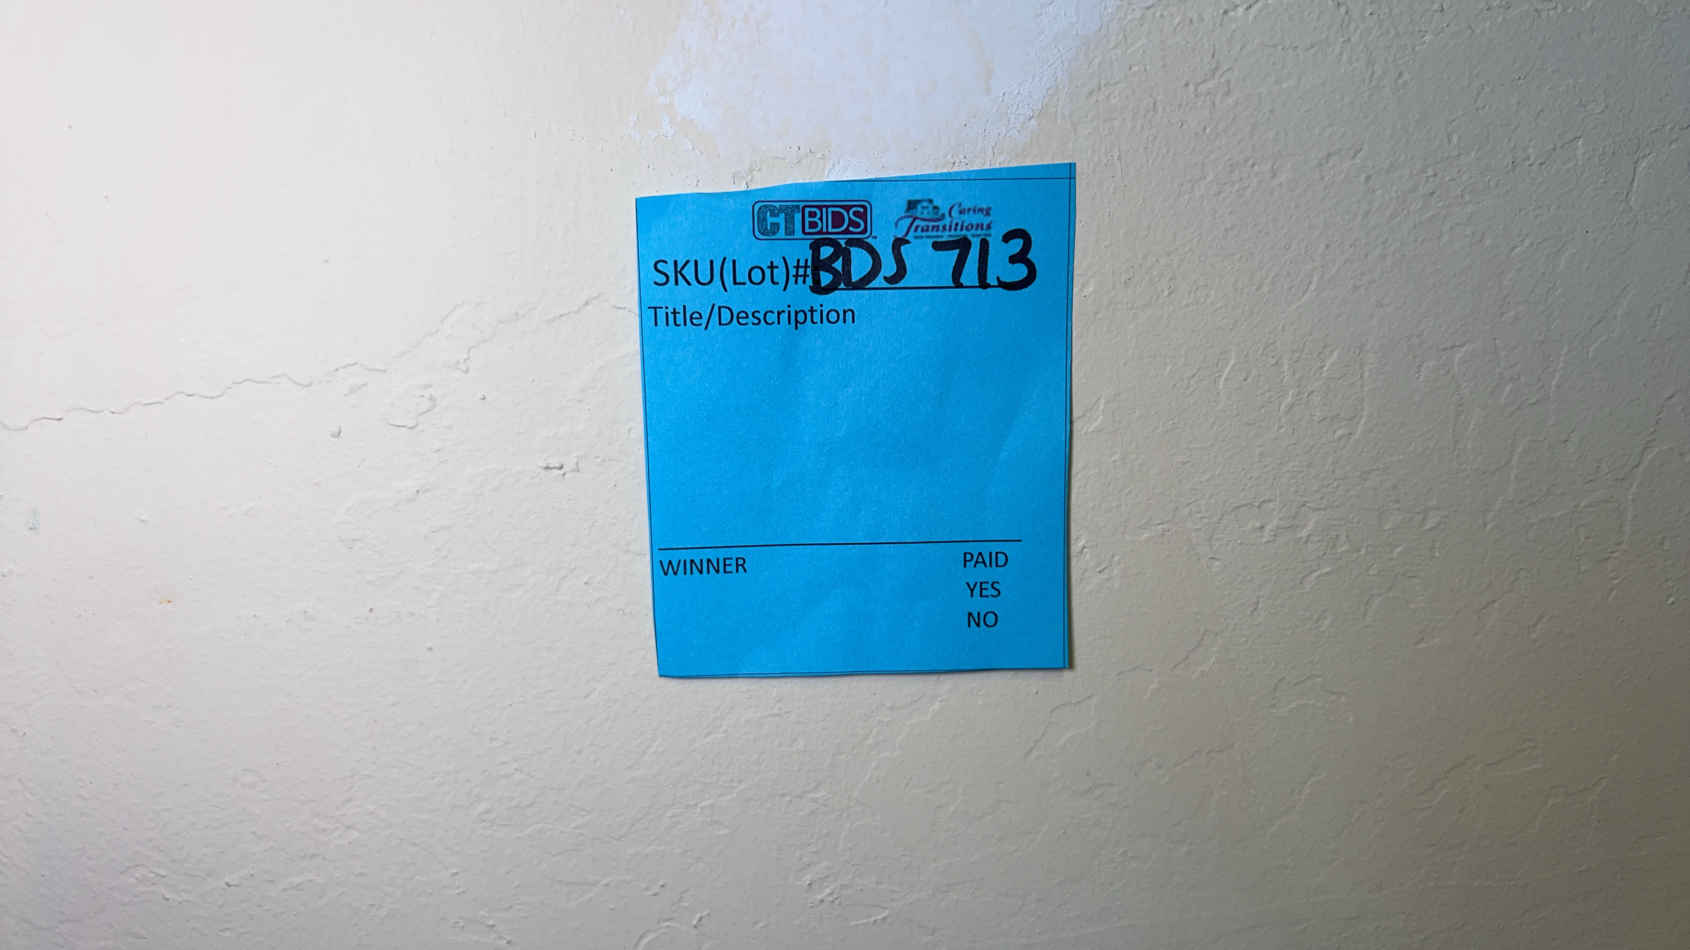 CTBIDS Caring Transitions
SKU(Lot)# BDS 713
Title/Description
WINNER PAID
YES
NO